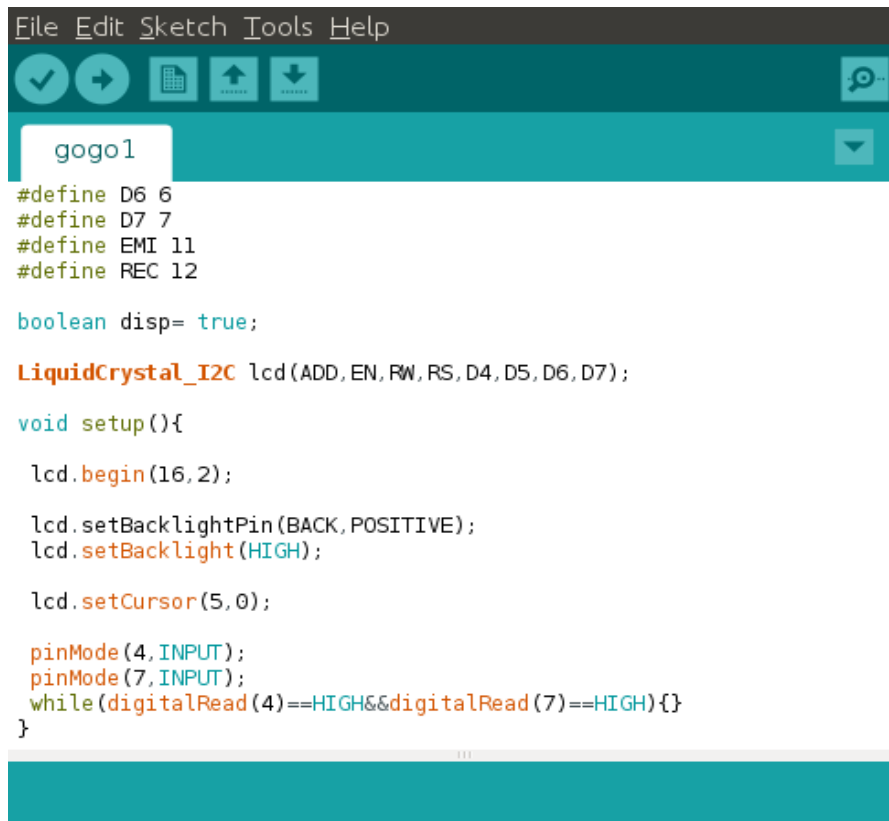 File Edit Sketch Tools Help
gogo1
#define D6 6
#define D7 7
#define EMI 11
#define REC 12
boolean disp= true;
LiquidCrystal_I2C lcd(ADD,EN,RW,RS,D4,D5,D6,D7);
void setup(){
lcd.begin(16,2);
lcd.setBacklightPin(BACK,POSITIVE);
lcd.setBacklight(HIGH);
lcd.setCursor(5,0);
pinMode(4,INPUT);
pinMode(7,INPUT);
while(digitalRead(4)==HIGH&&digitalRead(7)==HIGH){}
}